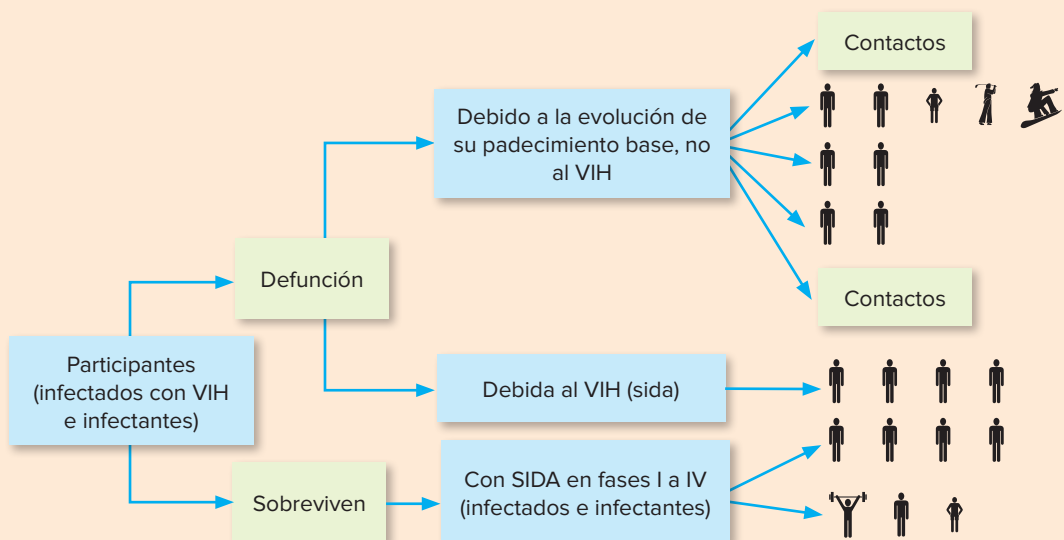 Contactos
Debido a la evolución de
su padecimiento base, no
al VIH
Defunción
Contactos
Participantes
(infectados con VIH
e infectantes)
Debida al VIH (sida)
Sobreviven
Con SIDA en fases I a IV
(infectados e infectantes)